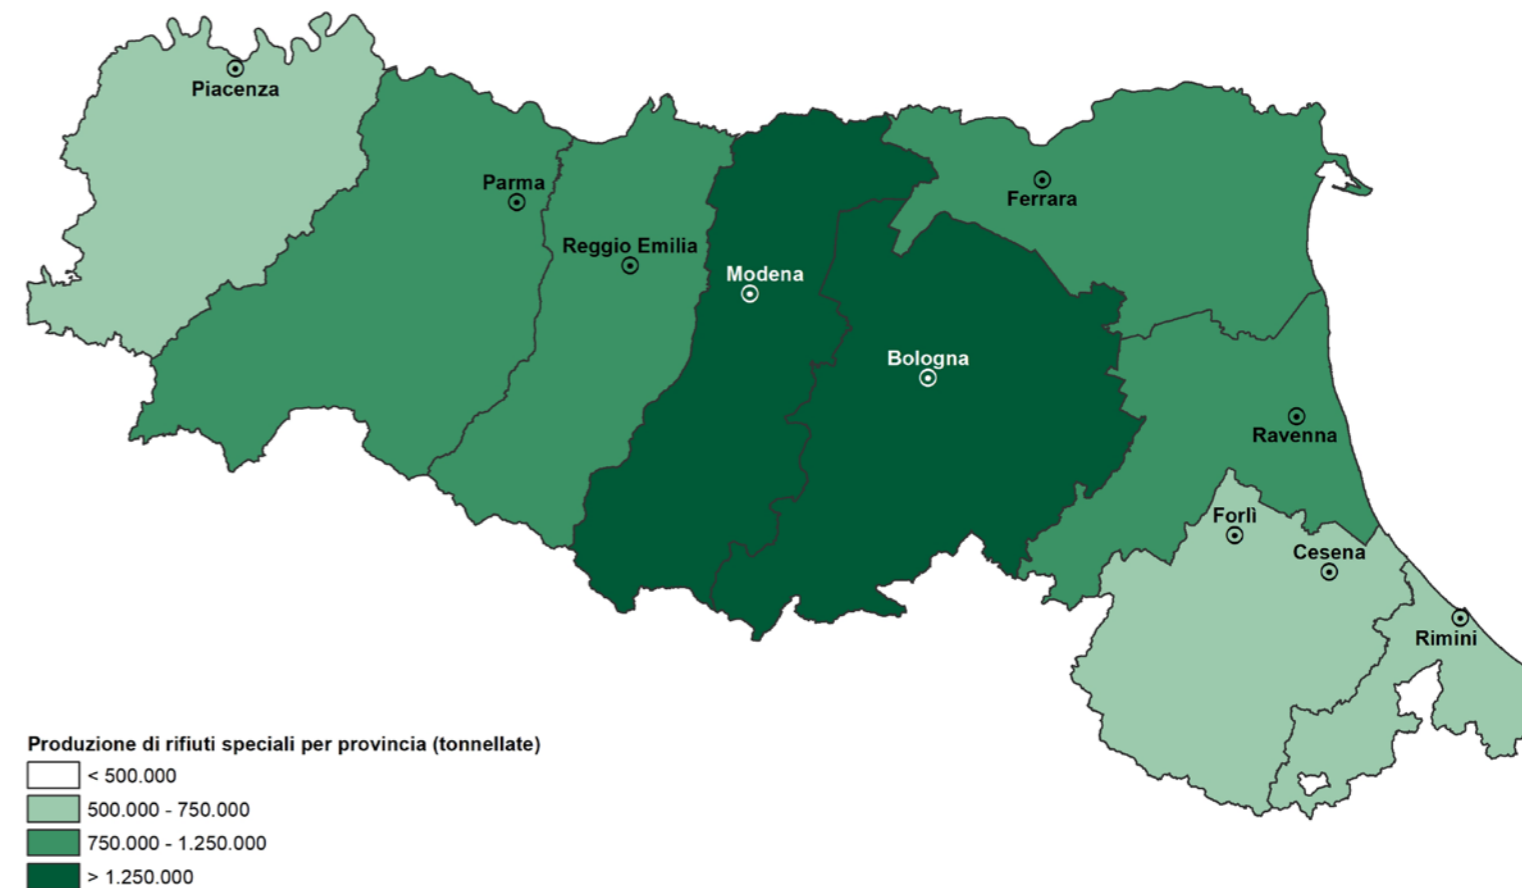 Piacenza
Parma
Ferrara
Reggio Emilia
Modena
Bologna
Ravenna
Forlì
Cesena
Rimini
Produzione di rifiuti speciali per provincia (tonnellate)
< 500.000
500.000 - 750.000
750.000 - 1.250.000
> 1.250.000